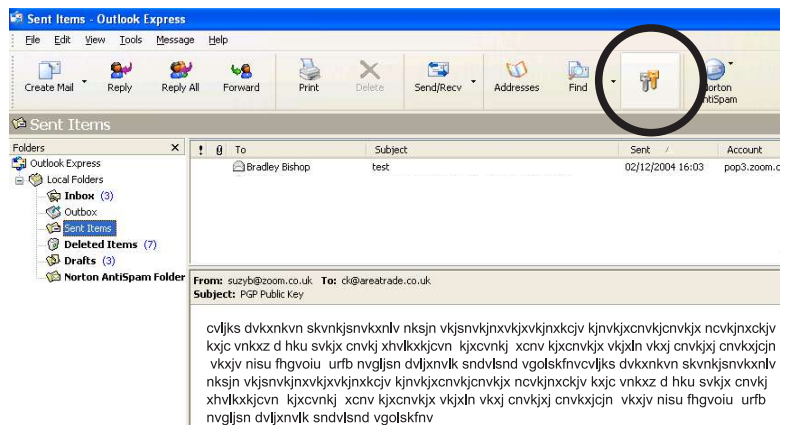 Sent Items - Outlook Express
File Edit View Tools Message Help
Create Mail Reply Reply All Forward Print Delete Send/Recv Addresses Find Norton AntiSpam
Sent Items
Folders X ! To Subject Sent Account
Outlook Express
Bradley Bishop test 02/12/2004 16:03 pop3.zoom.c
Local Folders
Inbox (3)
Outbox
Sent Items
Deleted Items (7)
Drafts (3)
Norton AntiSpam Folder
From: suzyb@zoom.co.uk To: ck@areatrade.co.uk
Subject: PGP Public Key
cvljks dvkxnkvn skvnkjsnvkxnlv nksjn vkjsnvkjnxvkjxvkjnxkcjv kjnvkjxcnvkjcnvkjx ncvkjnxckjv
kxjc vnkxz d hku svkjx cnvkj xhvlkxkjcvn kjxcvnkj xcnv kjxcnvkjx vkjxln vkxj cnvkjxj cnvkxjcjn
vkxjv nisu fhgvoiu urfb nvgljsn dvljxnvlk sndvlsnd vgolskfnvcvljks dvkxnkvn skvnkjsnvkxnlv
nksjn vkjsnvkjnxvkjxvkjnxkcjv kjnvkjxcnvkjcnvkjx ncvkjnxckjv kxjc vnkxz d hku svkjx cnvkj
xhvlkxkjcvn kjxcvnkj xcnv kjxcnvkjx vkjxln vkxj cnvkjxj cnvkxjcjn vkxjv nisu fhgvoiu urfb
nvgljsn dvljxnvlk sndvlsnd vgolskfnv